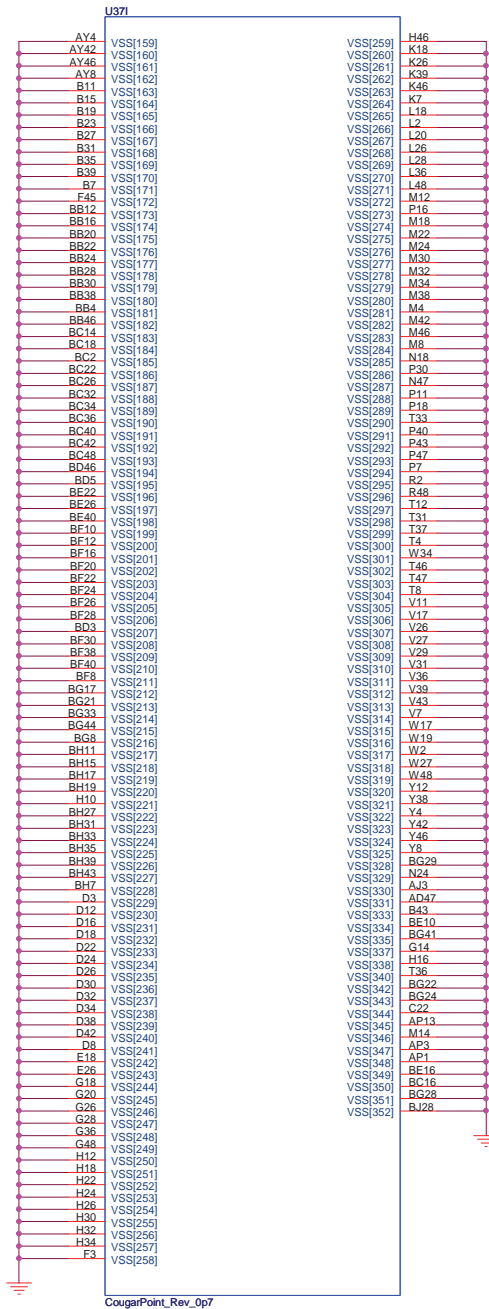 U37I
AY4 VSS[159] VSS[259] H46
AY42 VSS[160] VSS[260] K18
AY46 VSS[161] VSS[261] K26
AY8 VSS[162] VSS[262] K39
B11 VSS[163] VSS[263] K46
B15 VSS[164] VSS[264] K7
B19 VSS[165] VSS[265] L18
B23 VSS[166] VSS[266] L2
B27 VSS[167] VSS[267] L20
B31 VSS[168] VSS[268] L26
B35 VSS[169] VSS[269] L28
B39 VSS[170] VSS[270] L36
B7 VSS[171] VSS[271] L48
F45 VSS[172] VSS[272] M12
BB12 VSS[173] VSS[273] P16
BB16 VSS[174] VSS[274] M18
BB20 VSS[175] VSS[275] M22
BB22 VSS[176] VSS[276] M24
BB24 VSS[177] VSS[277] M30
BB28 VSS[178] VSS[278] M32
BB30 VSS[179] VSS[279] M34
BB38 VSS[180] VSS[280] M38
BB4 VSS[181] VSS[281] M4
BB46 VSS[182] VSS[282] M42
BC14 VSS[183] VSS[283] M46
BC18 VSS[184] VSS[284] M8
BC2 VSS[185] VSS[285] N18
BC22 VSS[186] VSS[286] P30
BC26 VSS[187] VSS[287] N47
BC32 VSS[188] VSS[288] P11
BC34 VSS[189] VSS[289] P18
BC36 VSS[190] VSS[290] T33
BC40 VSS[191] VSS[291] P40
BC42 VSS[192] VSS[292] P43
BC48 VSS[193] VSS[293] P47
BD46 VSS[194] VSS[294] P7
BD5 VSS[195] VSS[295] R2
BE22 VSS[196] VSS[296] R48
BE26 VSS[197] VSS[297] T12
BE40 VSS[198] VSS[298] T31
BF10 VSS[199] VSS[299] T37
BF12 VSS[200] VSS[300] T4
BF16 VSS[201] VSS[301] W34
BF20 VSS[202] VSS[302] T46
BF22 VSS[203] VSS[303] T47
BF24 VSS[204] VSS[304] T8
BF26 VSS[205] VSS[305] V11
BF28 VSS[206] VSS[306] V17
BD3 VSS[207] VSS[307] V26
BF30 VSS[208] VSS[308] V27
BF38 VSS[209] VSS[309] V29
BF40 VSS[210] VSS[310] V31
BF8 VSS[211] VSS[311] V36
BG17 VSS[212] VSS[312] V39
BG21 VSS[213] VSS[313] V43
BG33 VSS[214] VSS[314] V7
BG44 VSS[215] VSS[315] W17
BG8 VSS[216] VSS[316] W19
BH11 VSS[217] VSS[317] W2
BH15 VSS[218] VSS[318] W27
BH17 VSS[219] VSS[319] W48
BH19 VSS[220] VSS[320] Y12
H10 VSS[221] VSS[321] Y38
BH27 VSS[222] VSS[322] Y4
BH31 VSS[223] VSS[323] Y42
BH33 VSS[224] VSS[324] Y46
BH35 VSS[225] VSS[325] Y8
BH39 VSS[226] VSS[328] BG29
BH43 VSS[227] VSS[329] N24
BH7 VSS[228] VSS[330] AJ3
D3 VSS[229] VSS[331] AD47
D12 VSS[230] VSS[333] B43
D16 VSS[231] VSS[334] BE10
D18 VSS[232] VSS[335] BG41
D22 VSS[233] VSS[337] G14
D24 VSS[234] VSS[338] H16
D26 VSS[235] VSS[340] T36
D30 VSS[236] VSS[342] BG22
D32 VSS[237] VSS[343] BG24
D34 VSS[238] VSS[344] C22
D38 VSS[239] VSS[345] AP13
D42 VSS[240] VSS[346] M14
D8 VSS[241] VSS[347] AP3
E18 VSS[242] VSS[348] AP1
E26 VSS[243] VSS[349] BE16
G18 VSS[244] VSS[350] BC16
G20 VSS[245] VSS[351] BG28
G26 VSS[246] VSS[352] BJ28
G28 VSS[247]
G36 VSS[248]
G48 VSS[249]
H12 VSS[250]
H18 VSS[251]
H22 VSS[252]
H24 VSS[253]
H26 VSS[254]
H30 VSS[255]
H32 VSS[256]
H34 VSS[257]
F3 VSS[258]
CougarPoint_Rev_0p7